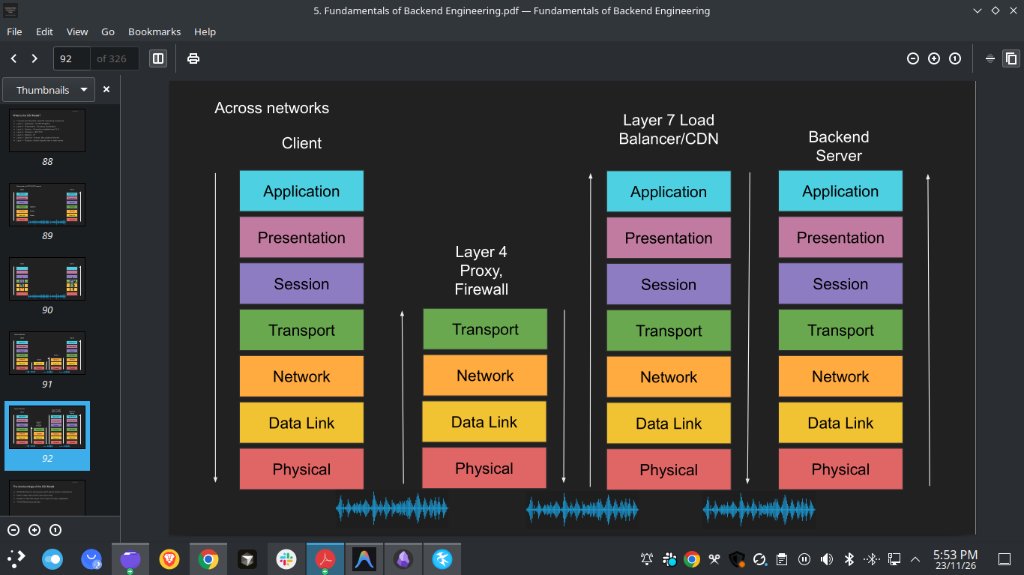 5. Fundamentals of Backend Engineering.pdf — Fundamentals of Backend Engineering
File Edit View Go Bookmarks Help
92 of 326
Thumbnails
88
89
90
91
92
Across networks
Client
Application
Presentation
Session
Transport
Network
Data Link
Physical
Layer 4
Proxy,
Firewall
Transport
Network
Data Link
Physical
Layer 7 Load
Balancer/CDN
Application
Presentation
Session
Transport
Network
Data Link
Physical
Backend
Server
Application
Presentation
Session
Transport
Network
Data Link
Physical
5:53 PM
23/11/26